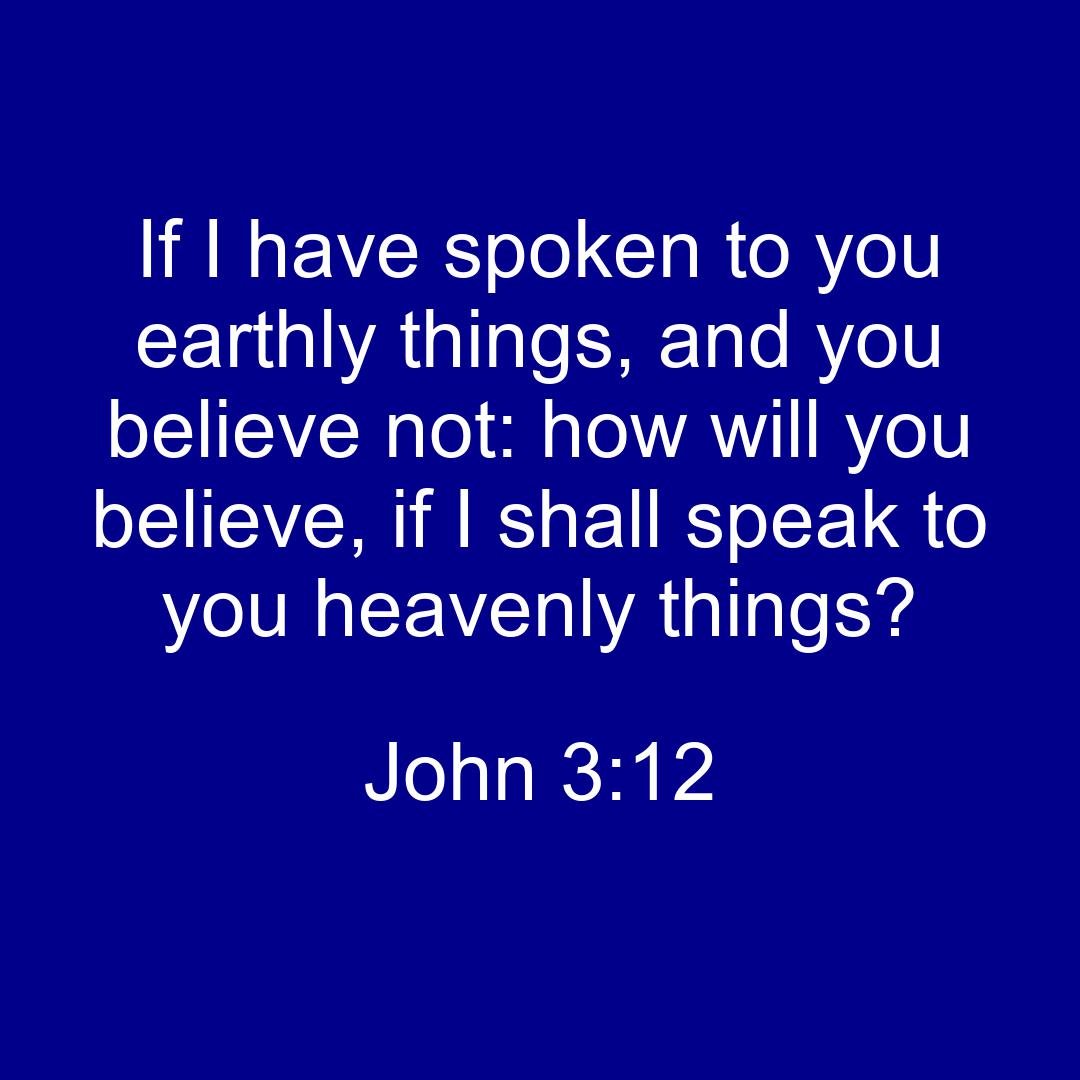 If I have spoken to you
earthly things, and you
believe not: how will you
believe, if I shall speak to
you heavenly things?
John 3:12